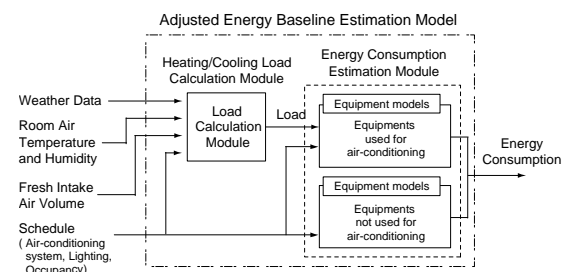 Adjusted Energy Baseline Estimation Model
Heating/Cooling Load
Calculation Module
Energy Consumption
Estimation Module
Weather Data
Room Air
Temperature
and Humidity
Fresh Intake
Air Volume
Schedule
( Air-conditioning
system, Lighting,
Occupancy)
Load
Calculation
Module
Load
Equipment models
Equipments
used for
air-conditioning
Equipment models
Equipments
not used for
air-conditioning
Energy
Consumption